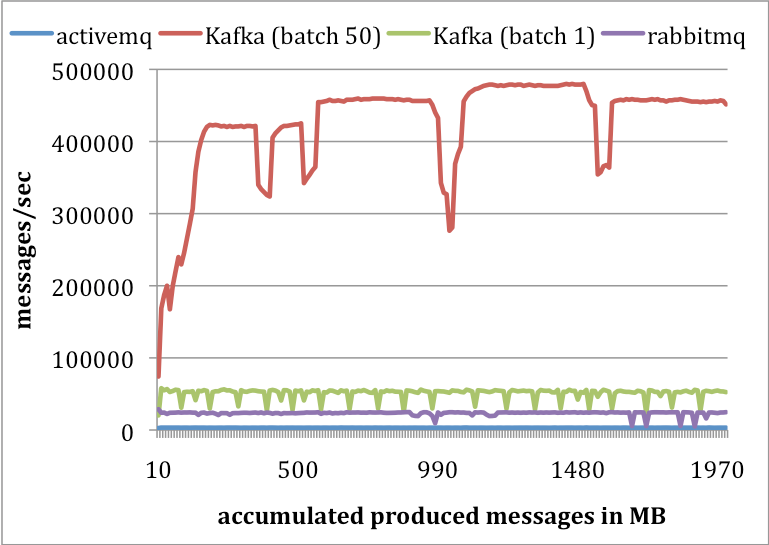 activemq Kafka (batch 50) Kafka (batch 1) rabbitmq
500000
400000
300000
200000
100000
0
messages/sec
10 500 990 1480 1970
accumulated produced messages in MB